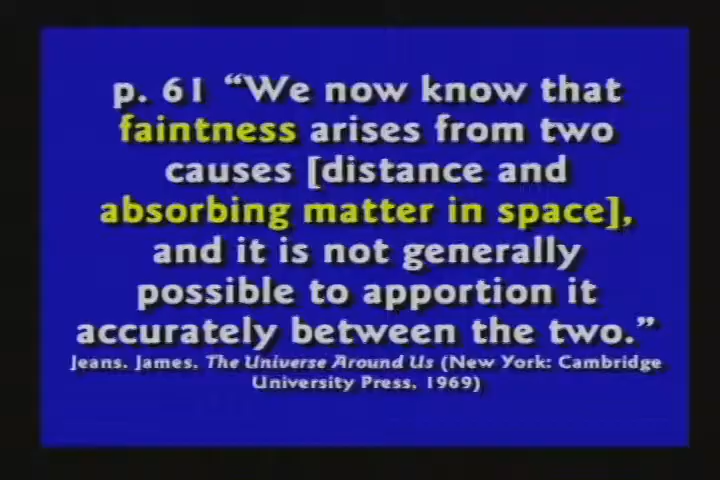 p. 61 “We now know that
faintness arises from two
causes [distance and
absorbing matter in space],
and it is not generally
possible to apportion it
accurately between the two.”
Jeans, James, The Universe Around Us (New York: Cambridge
University Press, 1969)